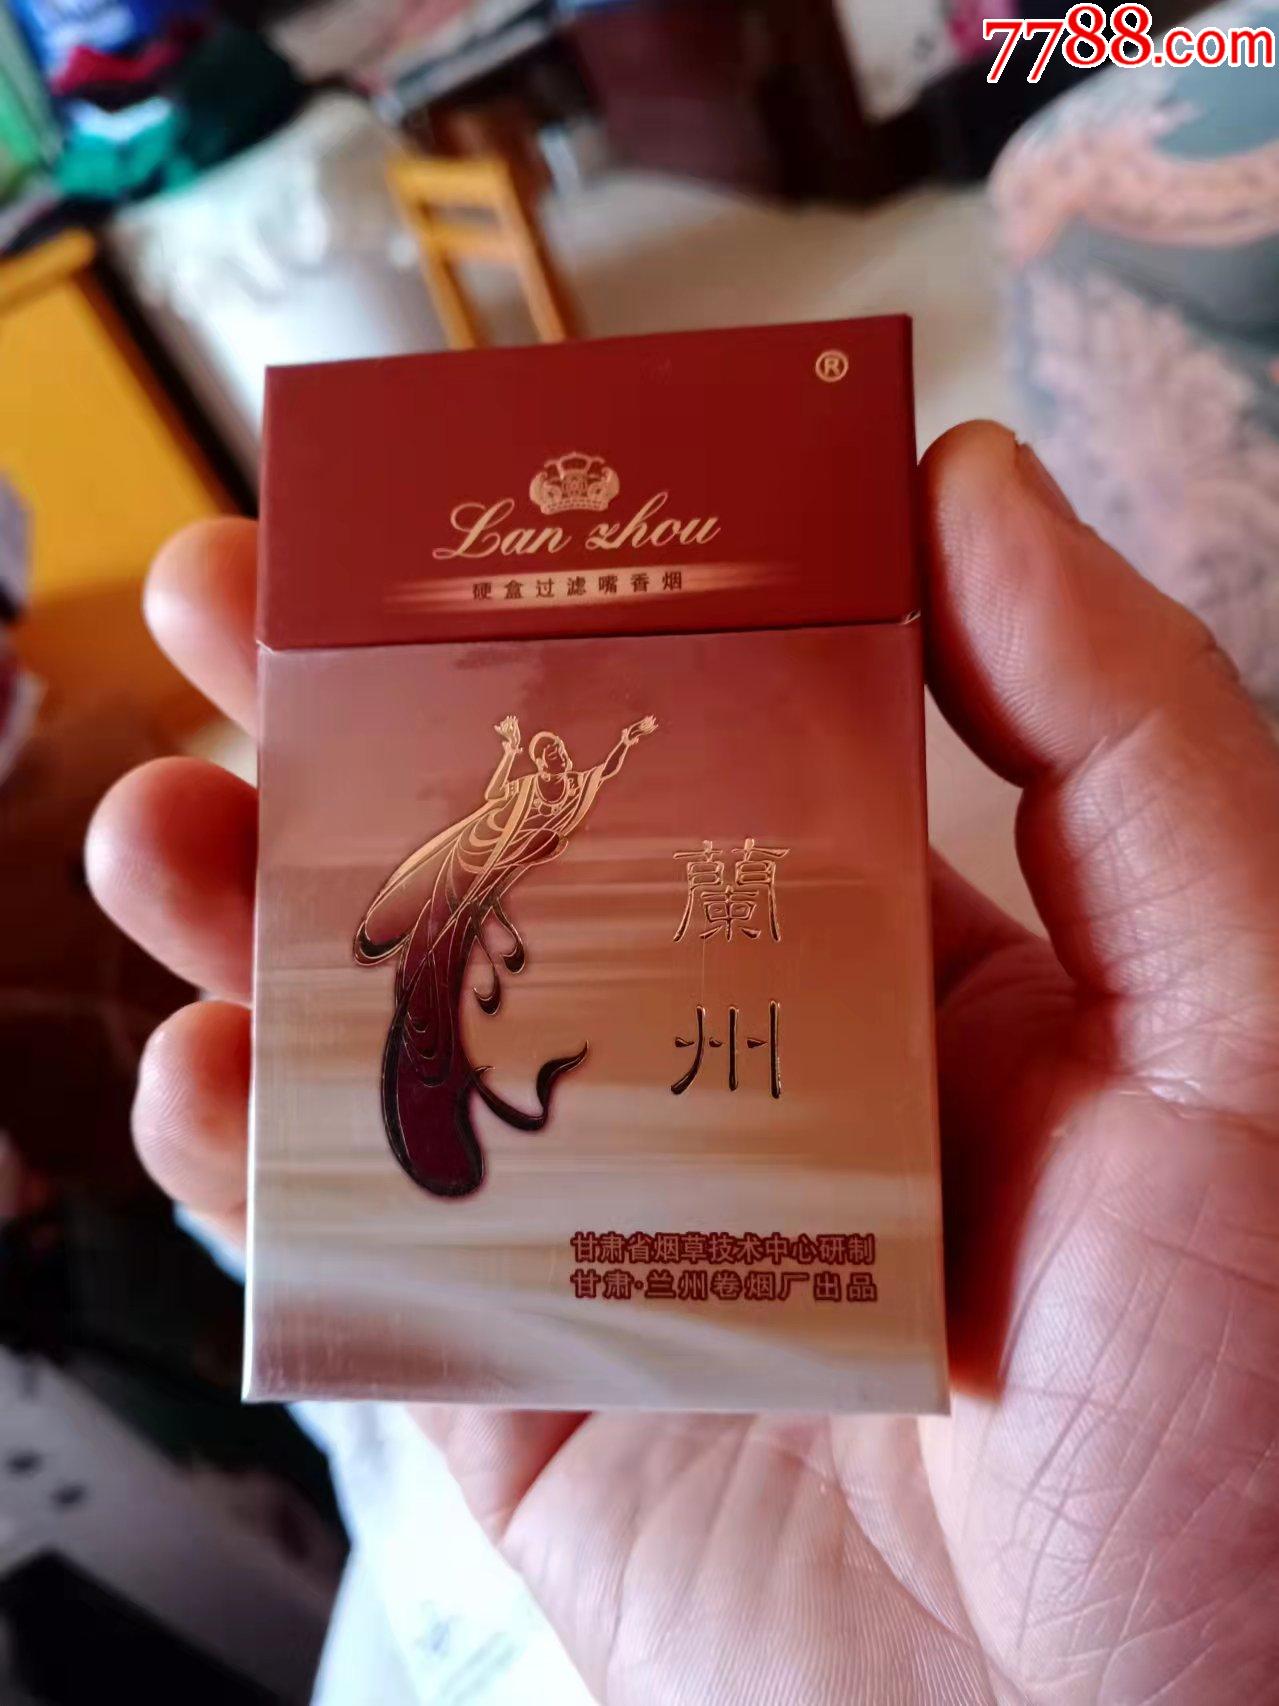 7788.com
®
Lan zhou
硬盒过滤嘴香烟
蘭州
甘肃省烟草技术中心研制
甘肃·兰州卷烟厂出品